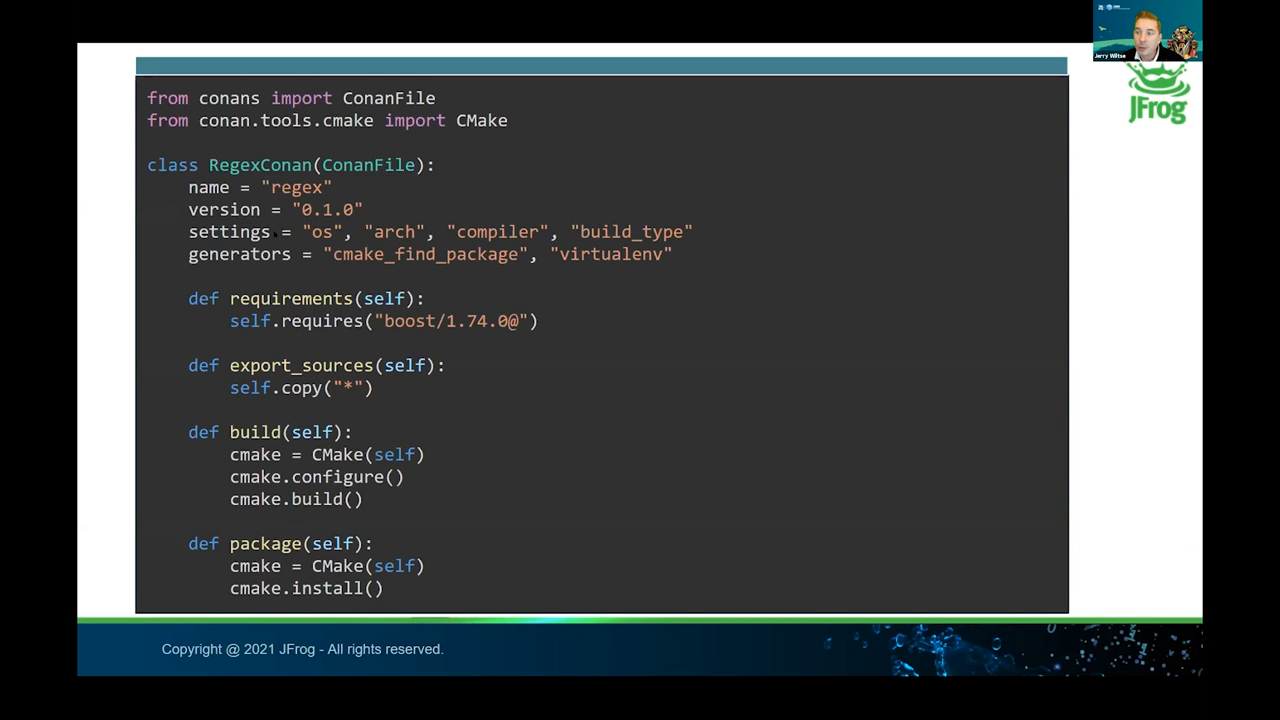 Jerry Wiltse
JFrog
from conans import ConanFile
from conan.tools.cmake import CMake
class RegexConan(ConanFile):
name = "regex"
version = "0.1.0"
settings = "os", "arch", "compiler", "build_type"
generators = "cmake_find_package", "virtualenv"
def requirements(self):
self.requires("boost/1.74.0@")
def export_sources(self):
self.copy("*")
def build(self):
cmake = CMake(self)
cmake.configure()
cmake.build()
def package(self):
cmake = CMake(self)
cmake.install()
Copyright @ 2021 JFrog - All rights reserved.